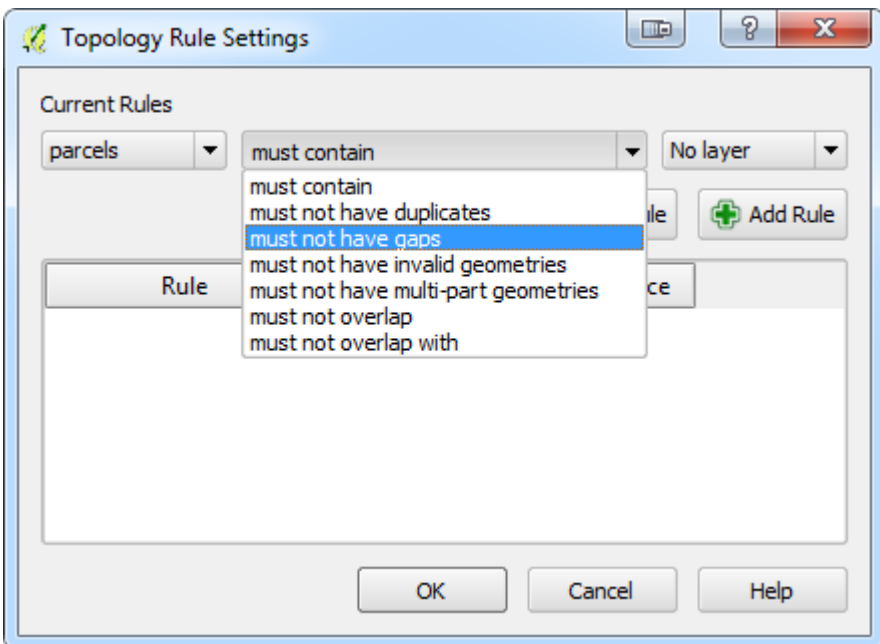 Topology Rule Settings
Current Rules
parcels must contain No layer
must contain
must not have duplicates
must not have gaps
must not have invalid geometries
must not have multi-part geometries
must not overlap
must not overlap with
Add Rule
Rule
OK Cancel Help